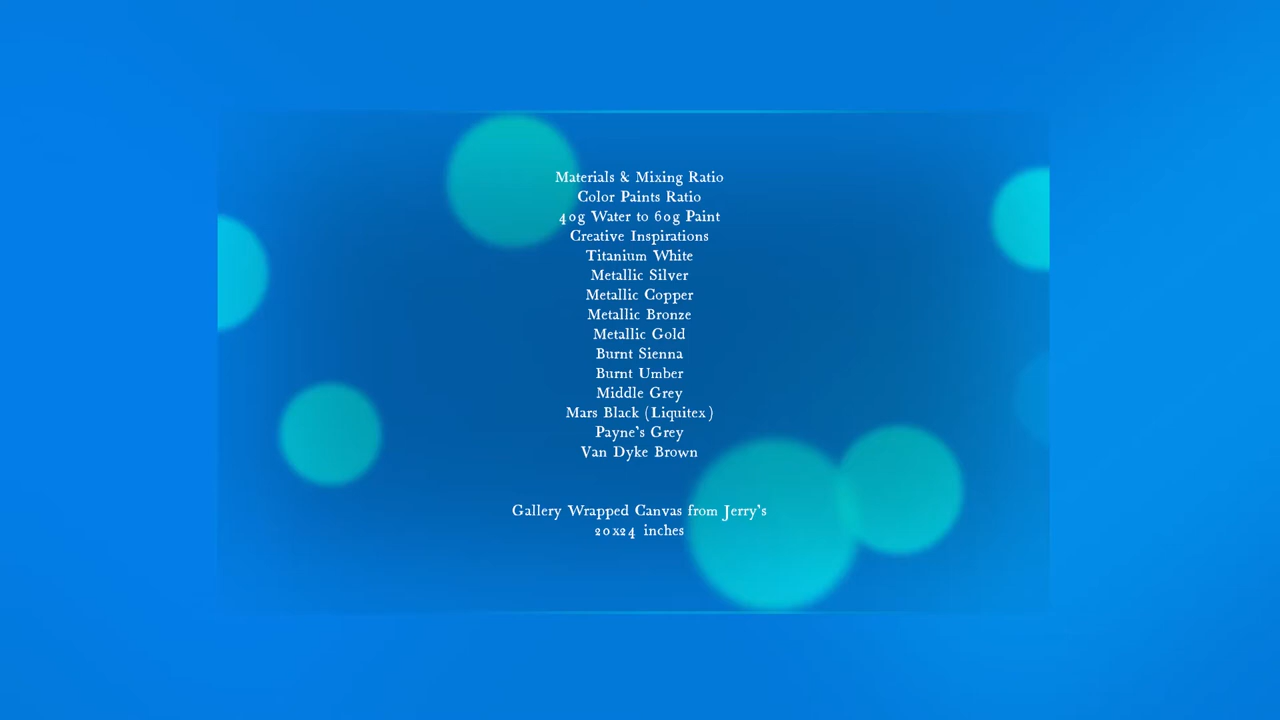 Materials & Mixing Ratio
Color Paints Ratio
40g Water to 60g Paint
Creative Inspirations
Titanium White
Metallic Silver
Metallic Copper
Metallic Bronze
Metallic Gold
Burnt Sienna
Burnt Umber
Middle Grey
Mars Black (Liquitex)
Payne's Grey
Van Dyke Brown
Gallery Wrapped Canvas from Jerry's
20x24 inches